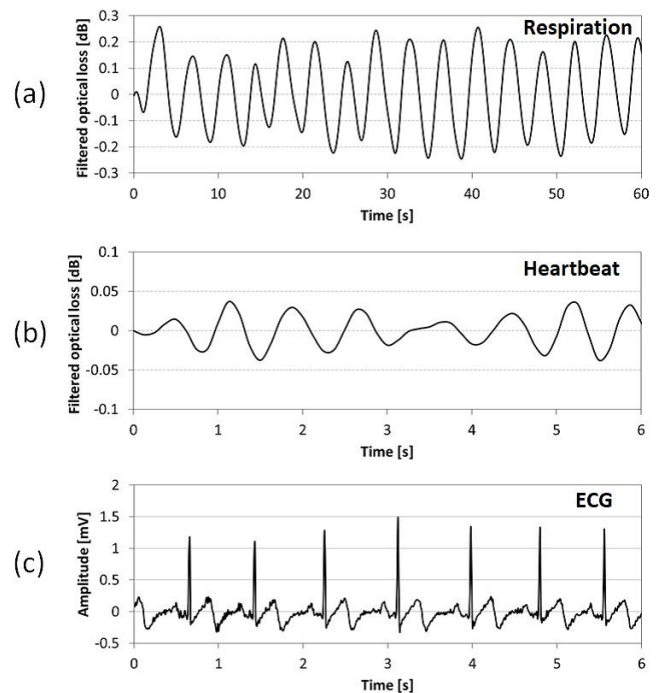 (a)
Respiration
Filtered optical loss [dB]
0.3
0.2
0.1
0
-0.1
-0.2
-0.3
0 10 20 30 40 50 60
Time [s]
(b)
Heartbeat
Filtered optical loss [dB]
0.1
0.05
0
-0.05
-0.1
0 1 2 3 4 5 6
Time [s]
(c)
ECG
Amplitude [mV]
2
1.5
1
0.5
0
-0.5
0 1 2 3 4 5 6
Time [s]